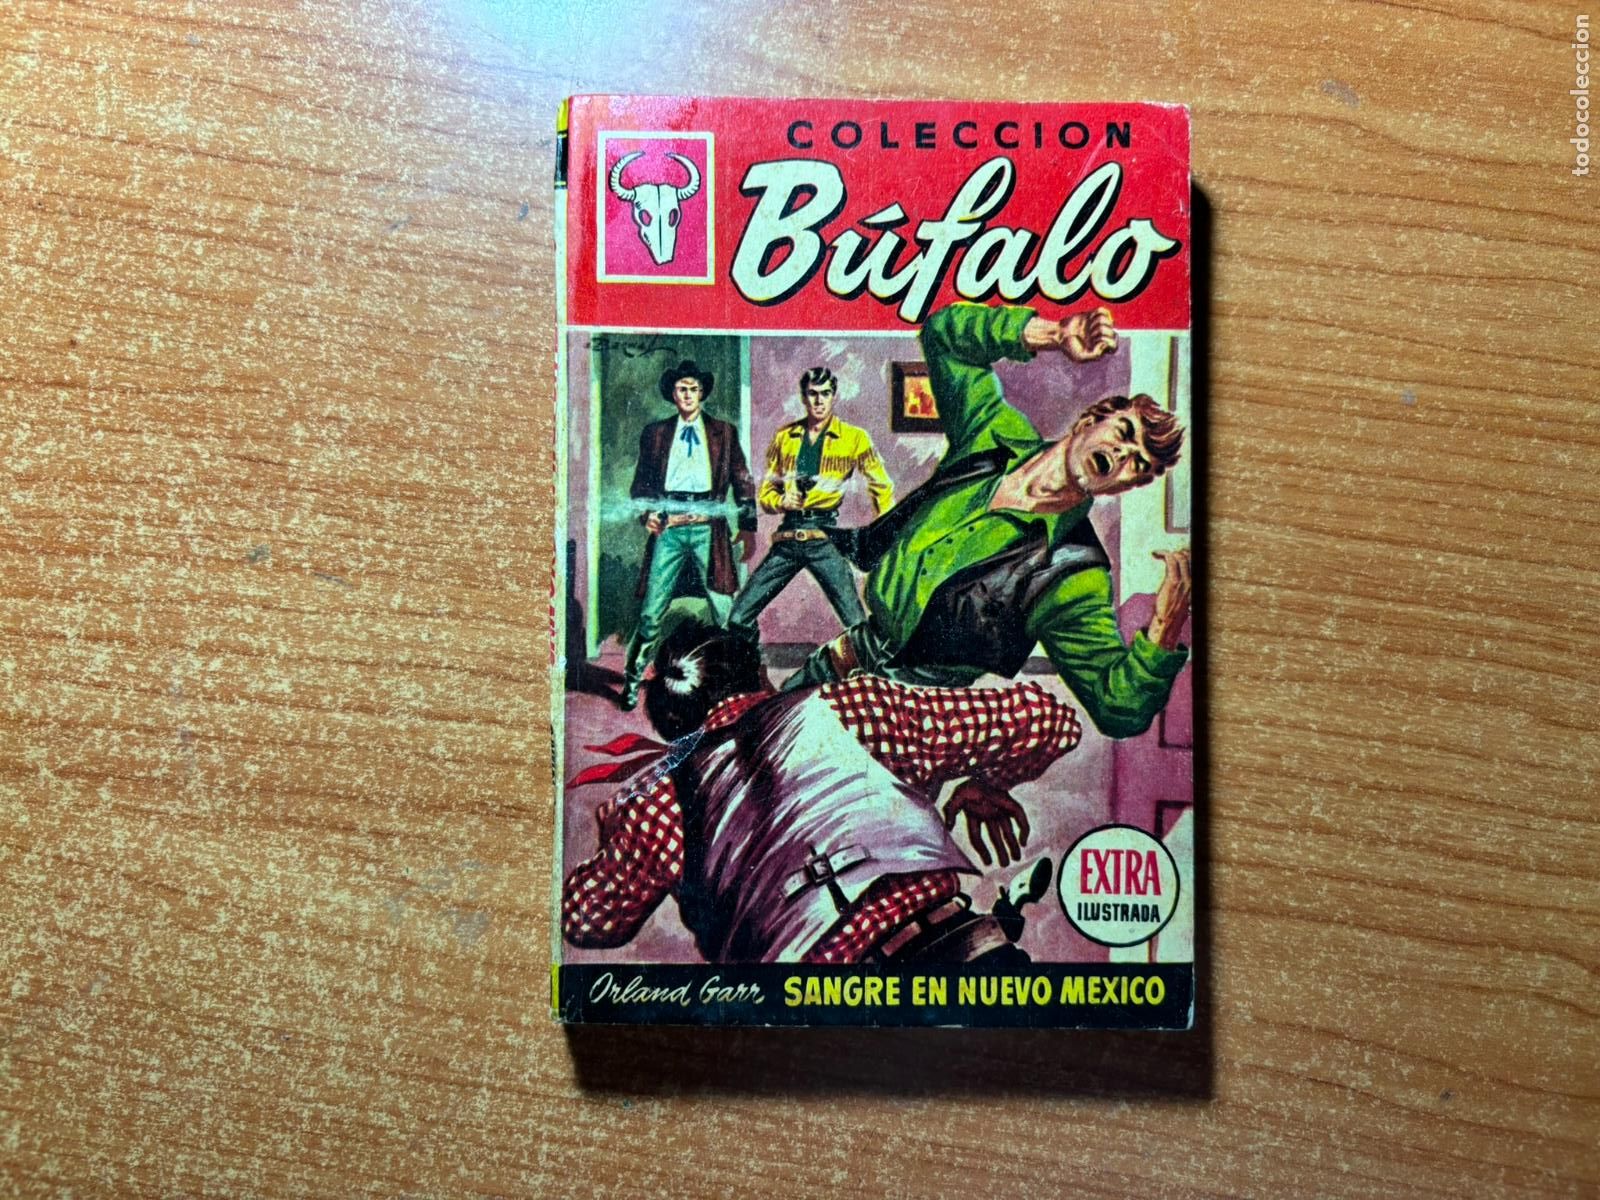 COLECCION
Búfalo
EXTRA
ILUSTRADA
Orland Garr SANGRE EN NUEVO MEXICO
todocoleccion